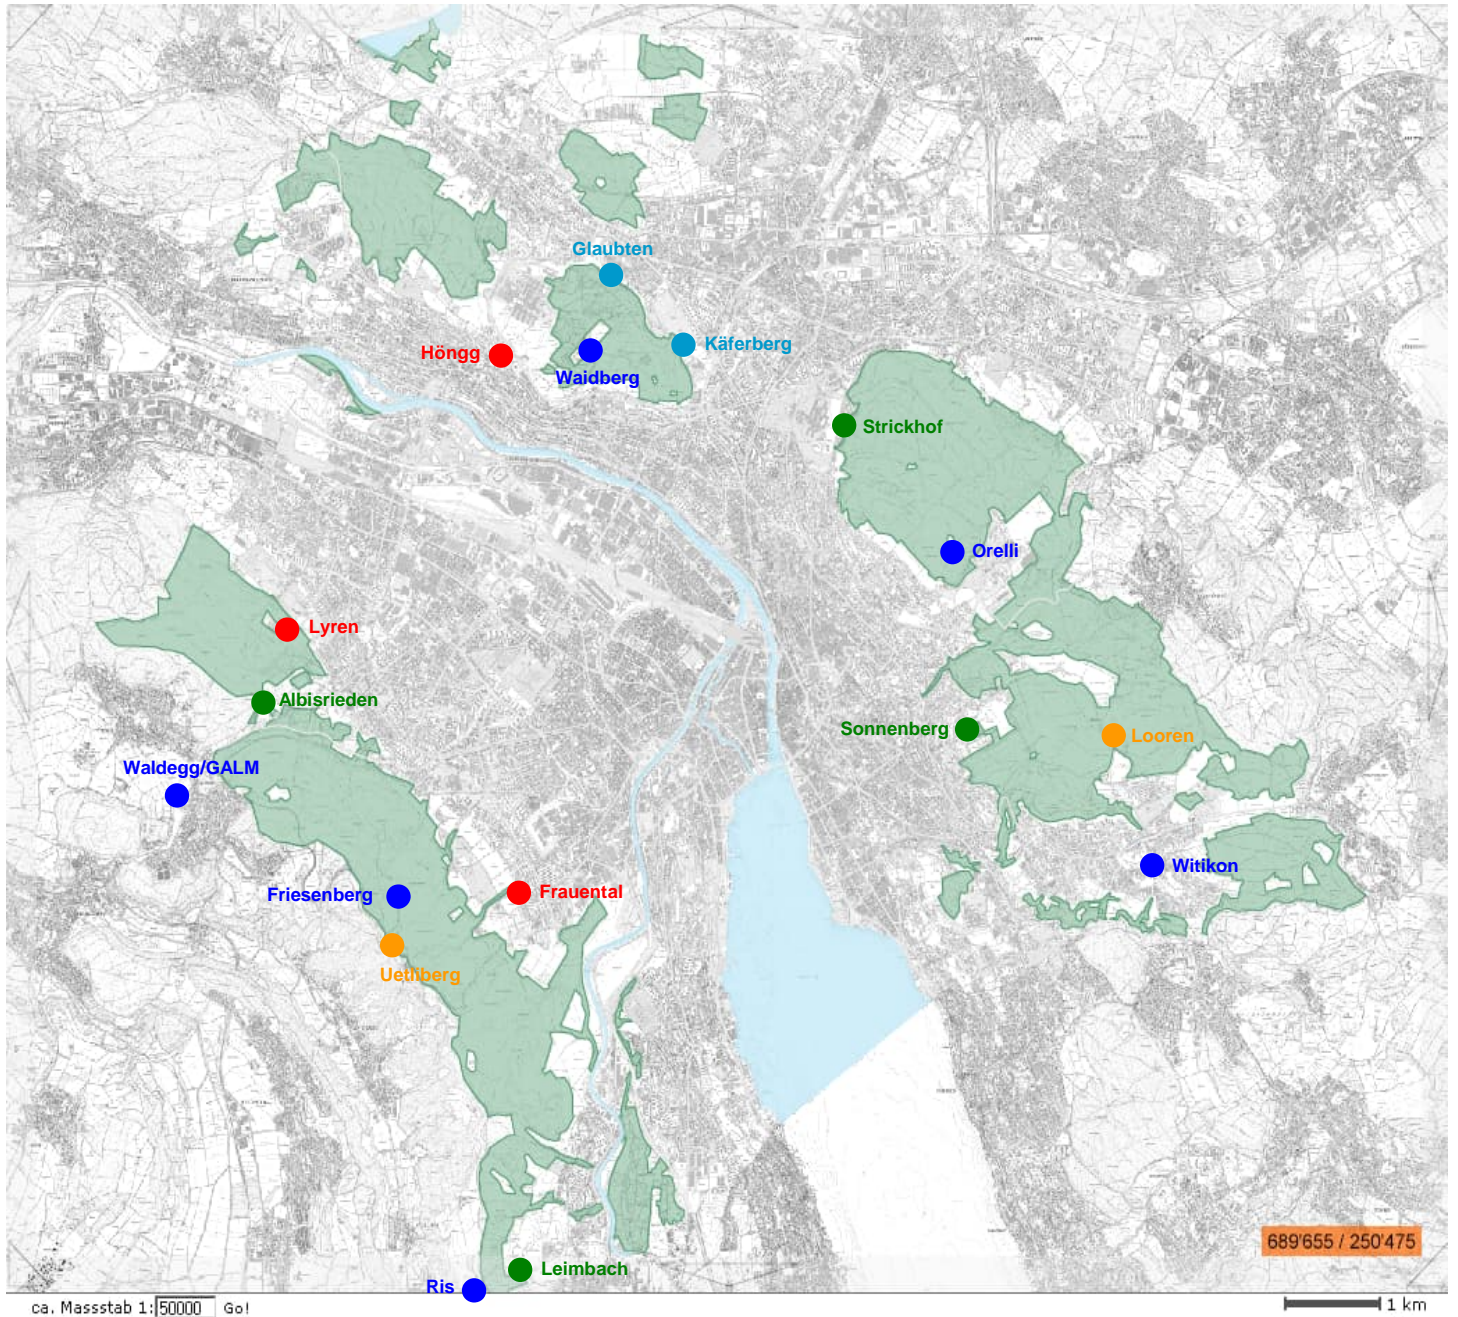 Glaubten
Höngg
Käferberg
Waidberg
Strickhof
Orelli
Lyren
Albisrieden
Sonnenberg
Looren
Waldegg/GALM
Witikon
Friesenberg
Frauental
Uetliberg
689'655 / 250'475
Leimbach
Ris
ca. Massstab 1: 50000 Go!
1 km